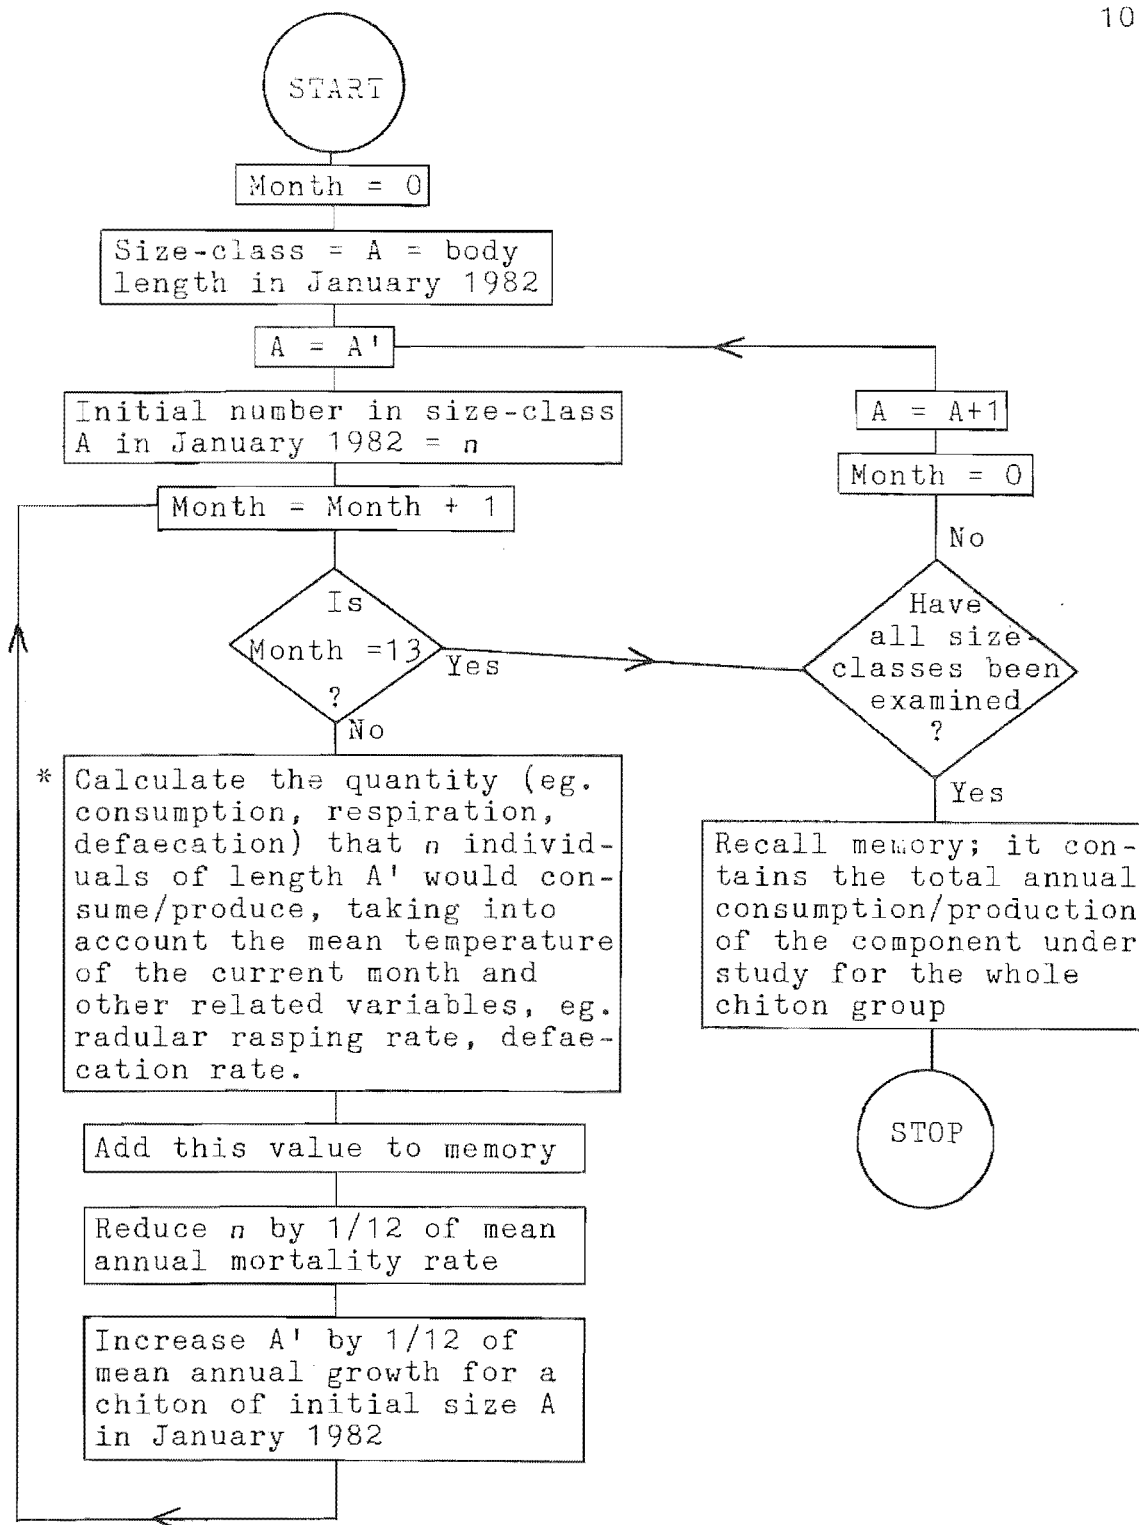 10
START
Month = 0
Size-class = A = body
length in January 1982
A = A'
Initial number in size-class
A in January 1982 = n
Month = Month + 1
Is
Month =13
?
Yes
No
* Calculate the quantity (eg.
consumption, respiration,
defaecation) that n individ-
uals of length A' would con-
sume/produce, taking into
account the mean temperature
of the current month and
other related variables, eg.
radular rasping rate, defae-
cation rate.
Add this value to memory
Reduce n by 1/12 of mean
annual mortality rate
Increase A' by 1/12 of
mean annual growth for a
chiton of initial size A
in January 1982
A = A+1
Month = 0
No
Have
all size-
classes been
examined
?
Yes
Recall memory; it con-
tains the total annual
consumption/production
of the component under
study for the whole
chiton group
STOP